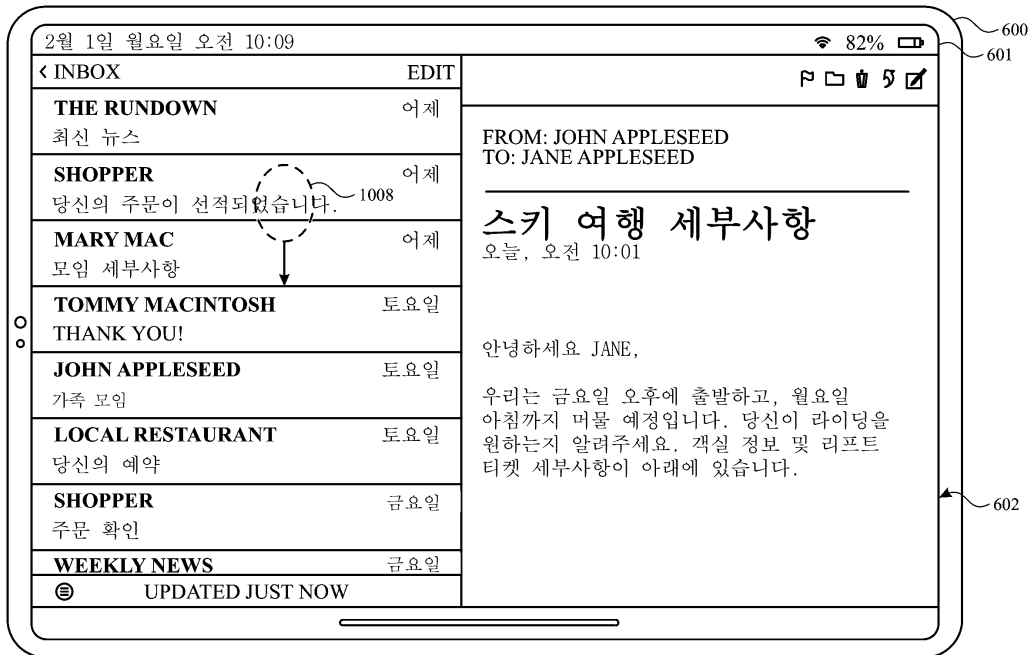 2월 1일 월요일 오전 10:09
82%
600
601
< INBOX
EDIT
THE RUNDOWN
어제
최신 뉴스
SHOPPER
어제
당신의 주문이 선적되었습니다.
1008
MARY MAC
어제
모임 세부사항
TOMMY MACINTOSH
토요일
THANK YOU!
JOHN APPLESEED
토요일
가족 모임
LOCAL RESTAURANT
토요일
당신의 예약
SHOPPER
금요일
주문 확인
WEEKLY NEWS
금요일
UPDATED JUST NOW
FROM: JOHN APPLESEED
TO: JANE APPLESEED
스키 여행 세부사항
오늘, 오전 10:01
안녕하세요 JANE,
우리는 금요일 오후에 출발하고, 월요일
아침까지 머물 예정입니다. 당신이 라이딩을
원하는지 알려주세요. 객실 정보 및 리프트
티켓 세부사항이 아래에 있습니다.
602